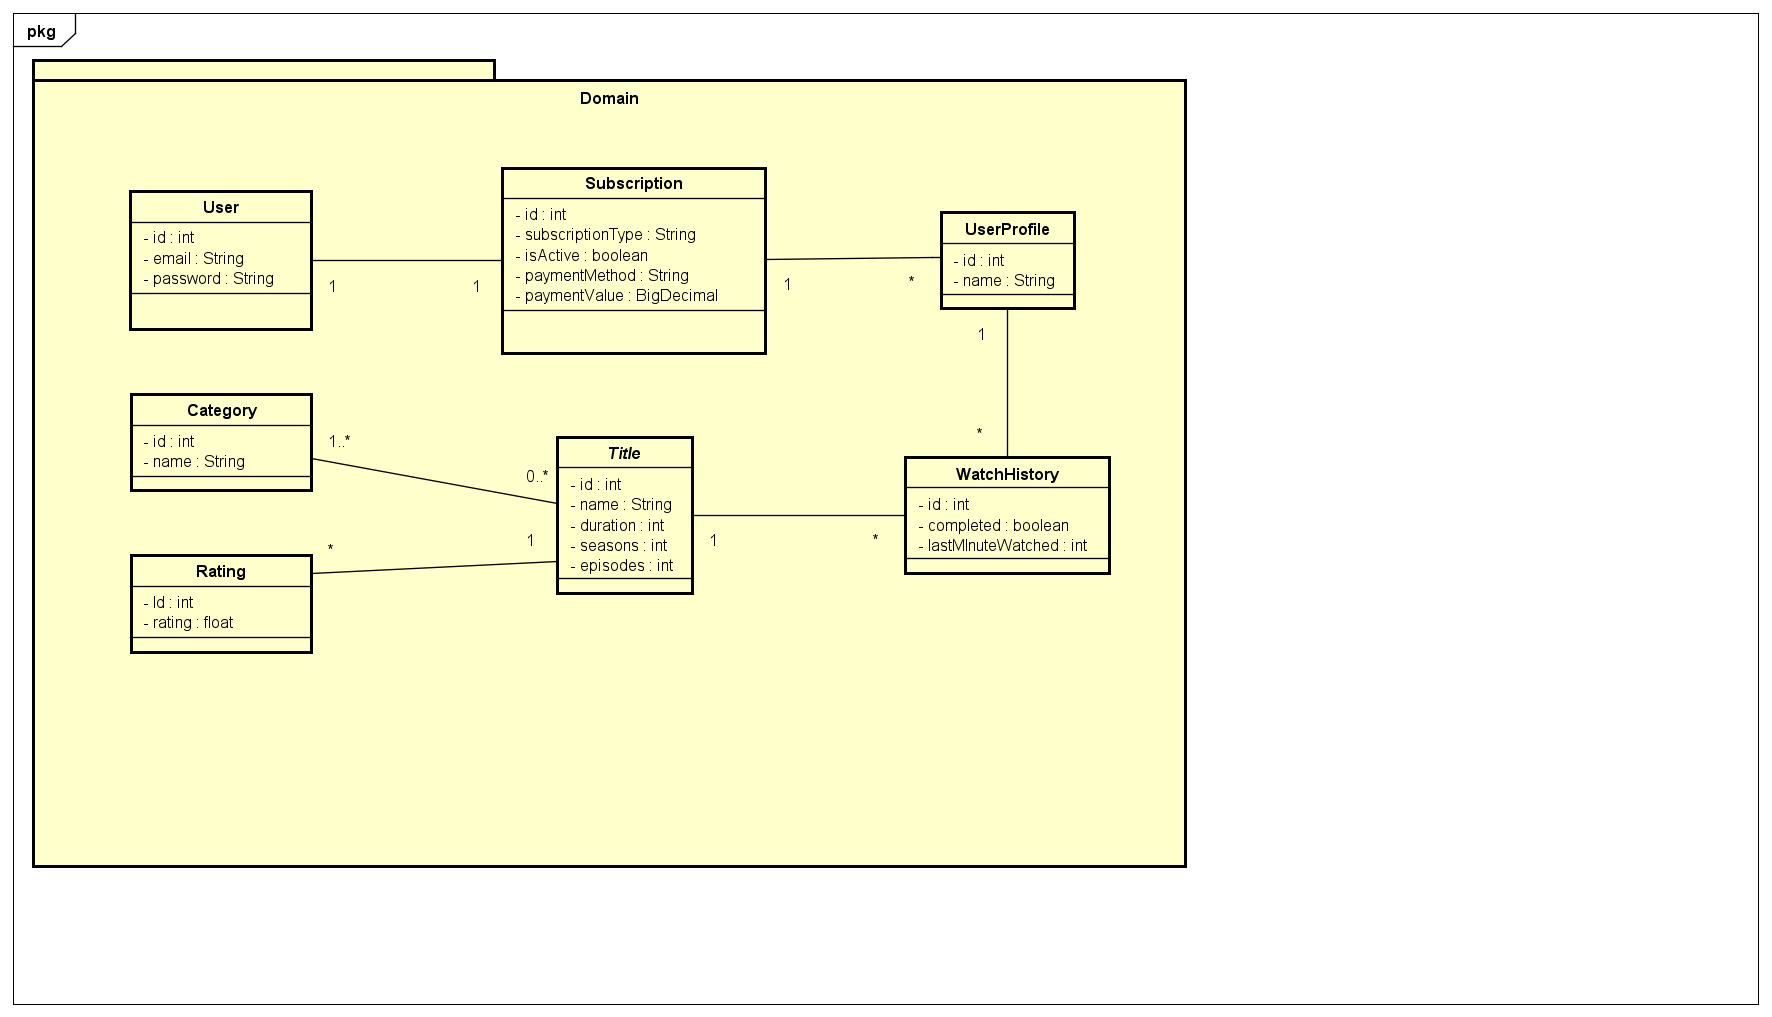 pkg
Domain
User
- id : int
- email : String
- password : String
1
1
Subscription
- id : int
- subscriptionType : String
- isActive : boolean
- paymentMethod : String
- paymentValue : BigDecimal
1
*
UserProfile
- id : int
- name : String
1
*
Category
- id : int
- name : String
1..*
0..*
Title
- id : int
- name : String
- duration : int
- seasons : int
- episodes : int
1
*
WatchHistory
- id : int
- completed : boolean
- lastMInuteWatched : int
*
1
Rating
- Id : int
- rating : float